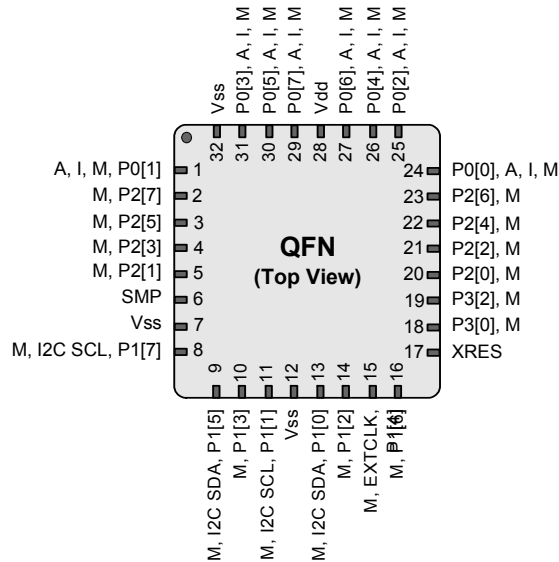 Vss
P0[3], A, I, M
P0[5], A, I, M
P0[7], A, I, M
Vdd
P0[6], A, I, M
P0[4], A, I, M
P0[2], A, I, M
32
31
30
29
28
27
26
25
A, I, M, P0[1] 1
M, P2[7] 2
M, P2[5] 3
M, P2[3] 4
M, P2[1] 5
SMP 6
Vss 7
M, I2C SCL, P1[7] 8
QFN
(Top View)
24 P0[0], A, I, M
23 P2[6], M
22 P2[4], M
21 P2[2], M
20 P2[0], M
19 P3[2], M
18 P3[0], M
17 XRES
9
10
11
12
13
14
15
16
M, I2C SDA, P1[5]
M, P1[3]
M, I2C SCL, P1[1]
Vss
M, I2C SDA, P1[0]
M, P1[2]
M, EXTCLK,
P1[4]
M, P1[6]